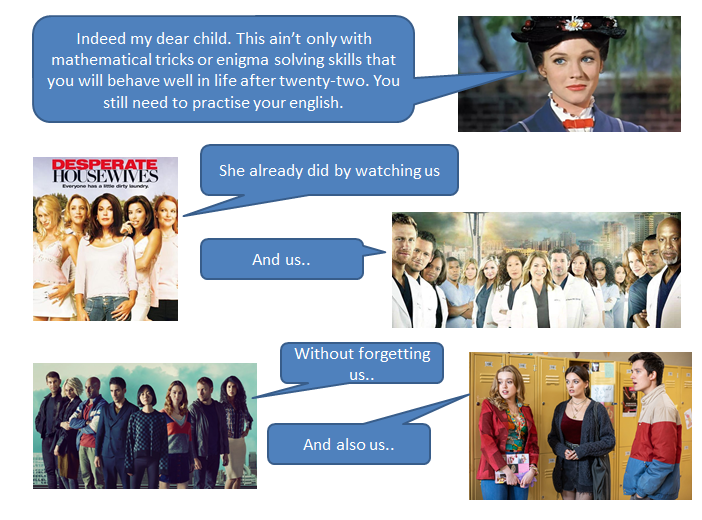 Indeed my dear child. This ain’t only with
mathematical tricks or enigma solving skills that
you will behave well in life after twenty-two. You
still need to practise your english.
DESPERATE
HOUSEWIVES
Everyone has a little dirty laundry.
She already did by watching us
And us..
Without forgetting
us..
And also us..